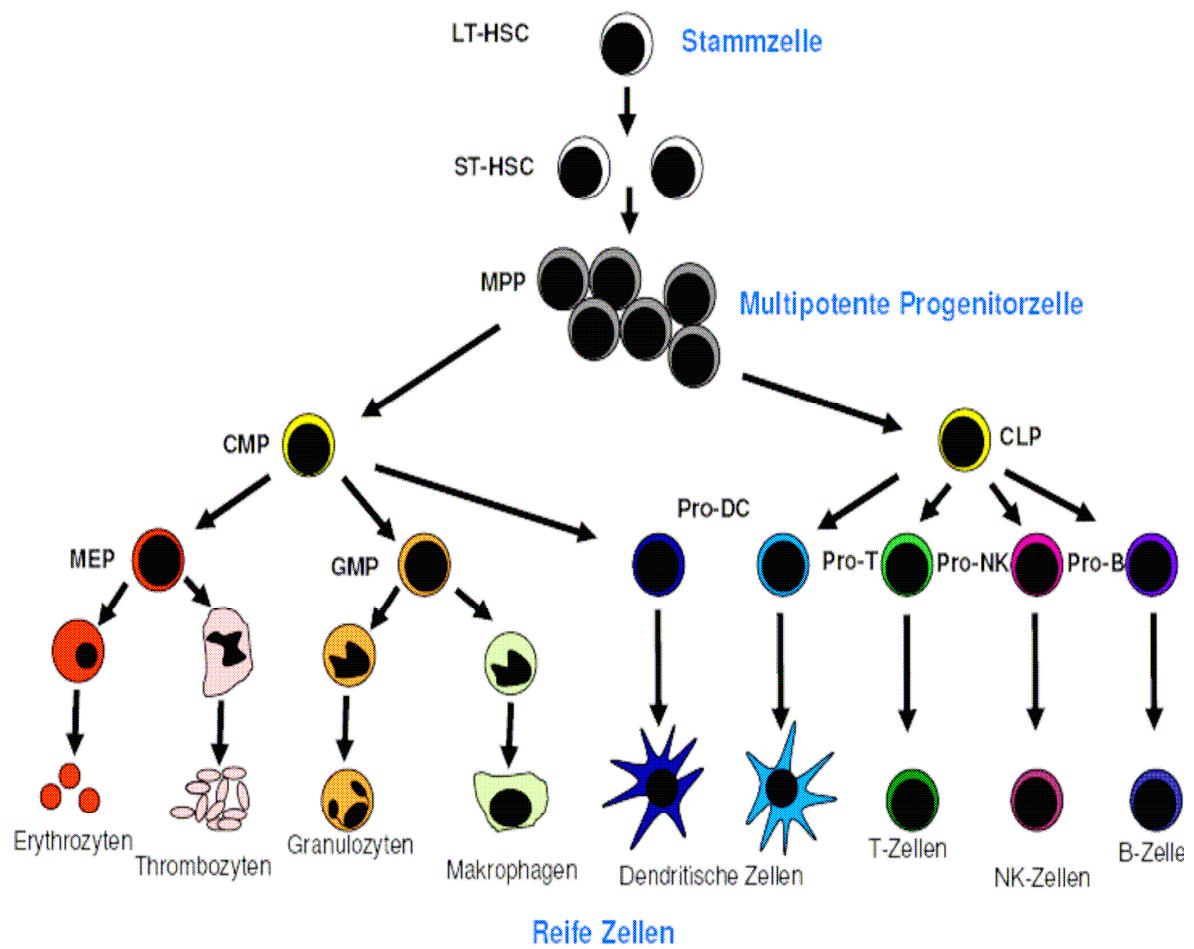 LT-HSC
Stammzelle
ST-HSC
MPP
Multipotente Progenitorzelle
CMP
CLP
Pro-DC
MEP
GMP
Pro-T
Pro-NK
Pro-B
Erythrozyten
Thrombozyten
Granulozyten
Makrophagen
Dendritische Zellen
T-Zellen
NK-Zellen
B-Zelle
Reife Zellen